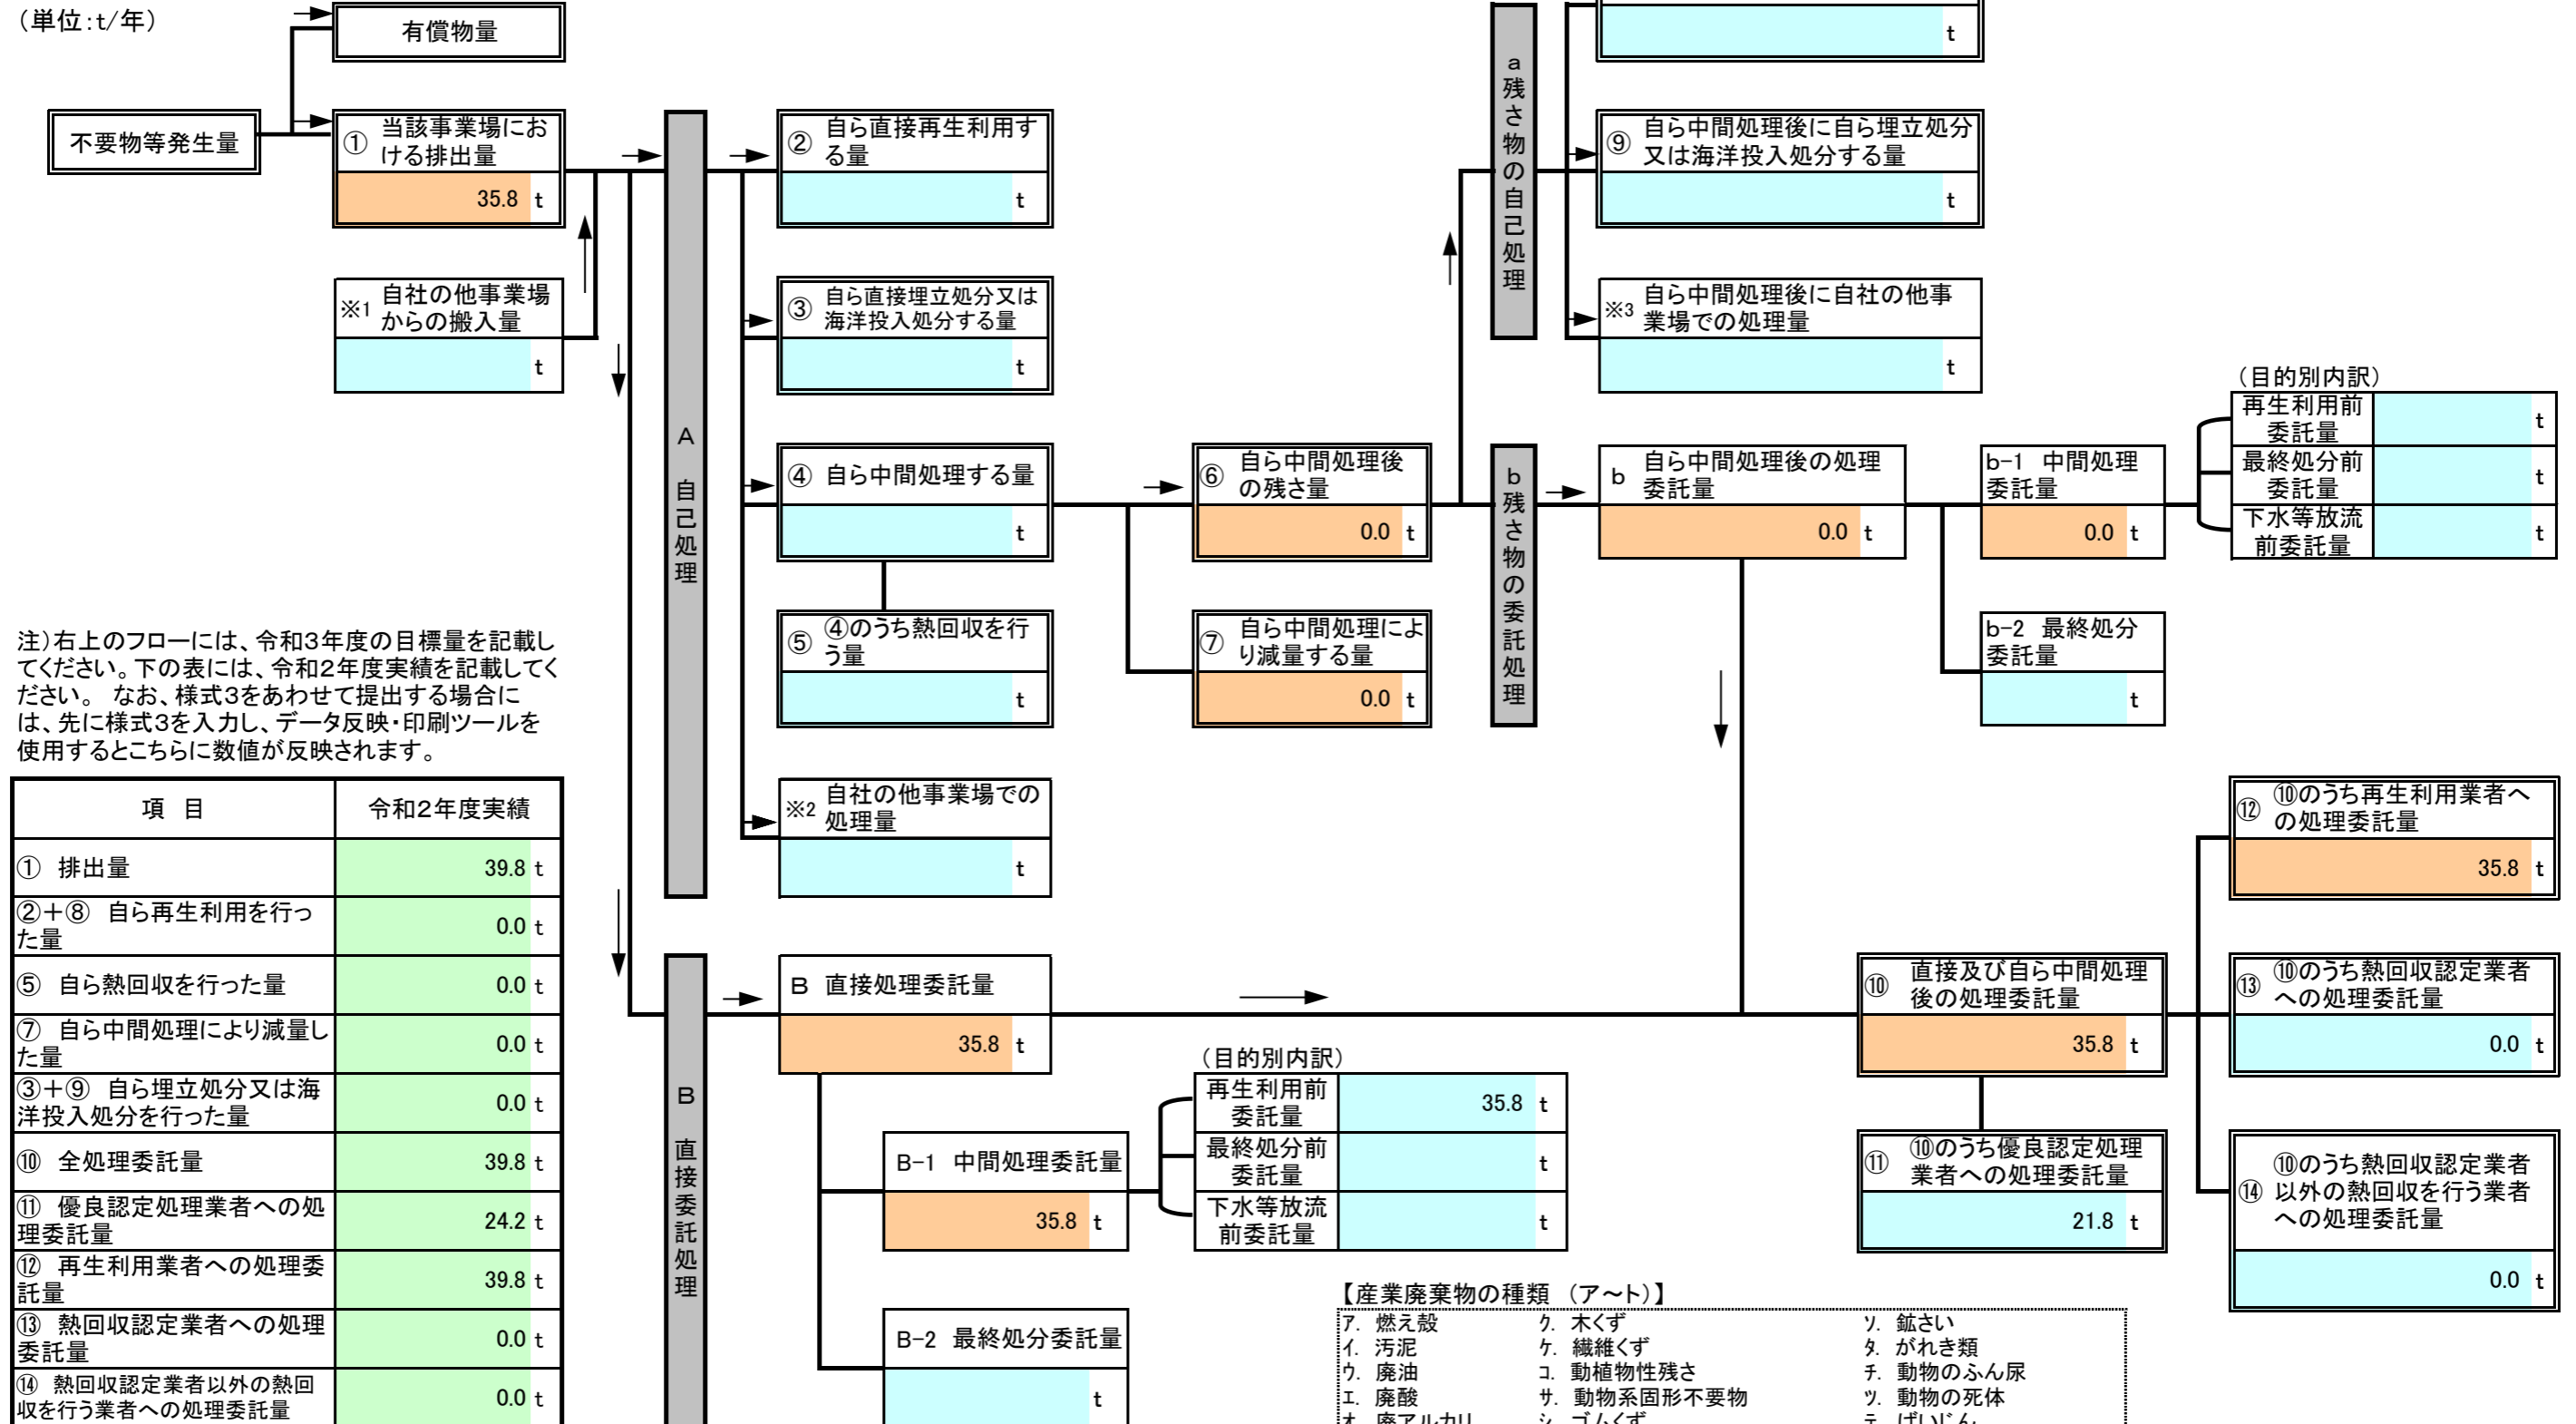 （単位：t/年）
有償物量
不要物等発生量
① 当該事業場にお
ける排出量
35.8 t
※1 自社の他事業場
からの搬入量
t
A 自己処理
② 自ら直接再生利用す
る量
t
③ 自ら直接埋立処分又は
海洋投入処分する量
t
④ 自ら中間処理する量
t
⑤ ④のうち熱回収を行
う量
t
※2 自社の他事業場での
処理量
t
⑥ 自ら中間処理後
の残さ量
0.0 t
⑦ 自ら中間処理によ
り減量する量
0.0 t
a残さ物の自己処理
t
⑨ 自ら中間処理後に自ら埋立処分
又は海洋投入処分する量
t
※3 自ら中間処理後に自社の他事
業場での処理量
t
b残さ物の委託処理
b 自ら中間処理後の処理
委託量
0.0 t
b-1 中間処理
委託量
0.0 t
（目的別内訳）
再生利用前
委託量
t
最終処分前
委託量
t
下水等放流
前委託量
t
b-2 最終処分
委託量
t
注）右上のフローには、令和３年度の目標量を記載し
てください。下の表には、令和２年度実績を記載してく
ださい。 なお、様式３をあわせて提出する場合に
は、先に様式３を入力し、データ反映・印刷ツールを
使用するとこちらに数値が反映されます。
項 目 令和２年度実績
① 排出量 39.8 t
②＋⑧ 自ら再生利用を行っ
た量 0.0 t
⑤ 自ら熱回収を行った量 0.0 t
⑦ 自ら中間処理により減量し
た量 0.0 t
③＋⑨ 自ら埋立処分又は海
洋投入処分を行った量 0.0 t
⑩ 全処理委託量 39.8 t
⑪ 優良認定処理業者への処
理委託量 24.2 t
⑫ 再生利用業者への処理委
託量 39.8 t
⑬ 熱回収認定業者への処理
委託量 0.0 t
⑭ 熱回収認定業者以外の熱回
収を行う業者への処理委託量 0.0 t
B 直接委託処理
B 直接処理委託量
35.8 t
B-1 中間処理委託量
35.8 t
（目的別内訳）
再生利用前
委託量
35.8 t
最終処分前
委託量
t
下水等放流
前委託量
t
B-2 最終処分委託量
t
⑩ 直接及び自ら中間処理
後の処理委託量
35.8 t
⑪ ⑩のうち優良認定処理
業者への処理委託量
21.8 t
⑫ ⑩のうち再生利用業者へ
の処理委託量
35.8 t
⑬ ⑩のうち熱回収認定業者
への処理委託量
0.0 t
⑭ ⑩のうち熱回収認定業者
以外の熱回収を行う業者
への処理委託量
0.0 t
【産業廃棄物の種類 （ア～ト）】
ｱ. 燃え殻 ｸ. 木くず ｿ. 鉱さい
ｲ. 汚泥 ｹ. 繊維くず ﾀ. がれき類
ｳ. 廃油 ｺ. 動植物性残さ ﾁ. 動物のふん尿
ｴ. 廃酸 ｻ. 動物系固形不要物 ﾂ. 動物の死体
ｵ. 廃アルカリ ｼ. ゴムくず ﾃ. ばいじん